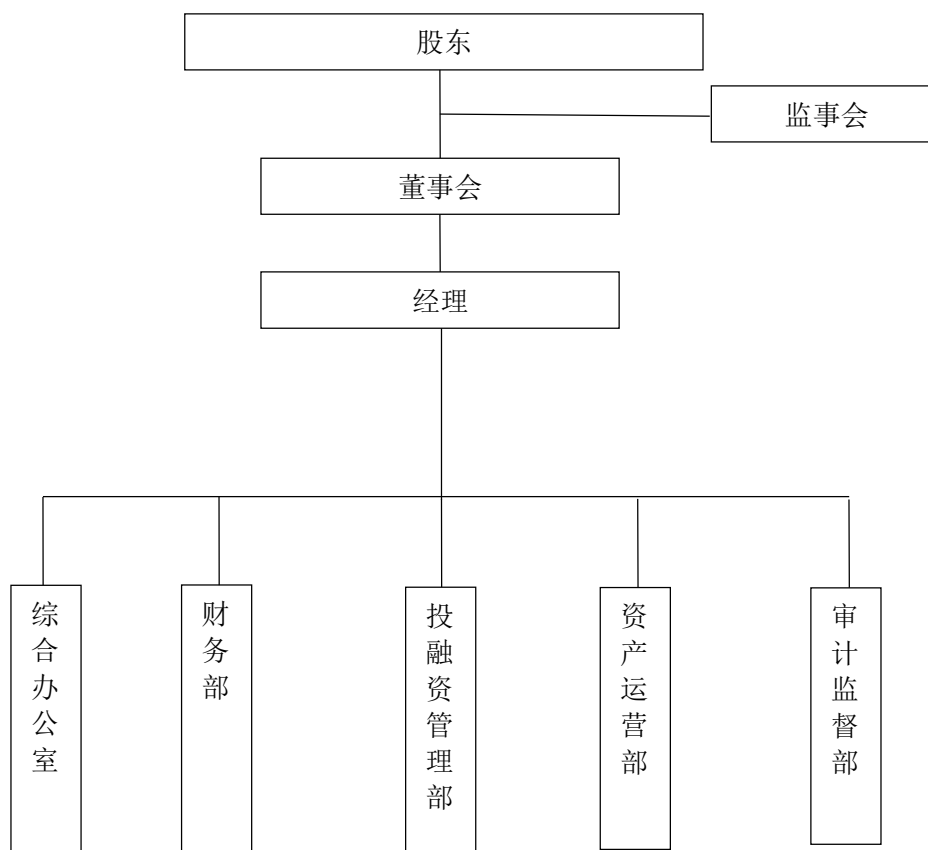 股东
监事会
董事会
经理
综合办公室
财务部
投融资管理部
资产运营部
审计监督部